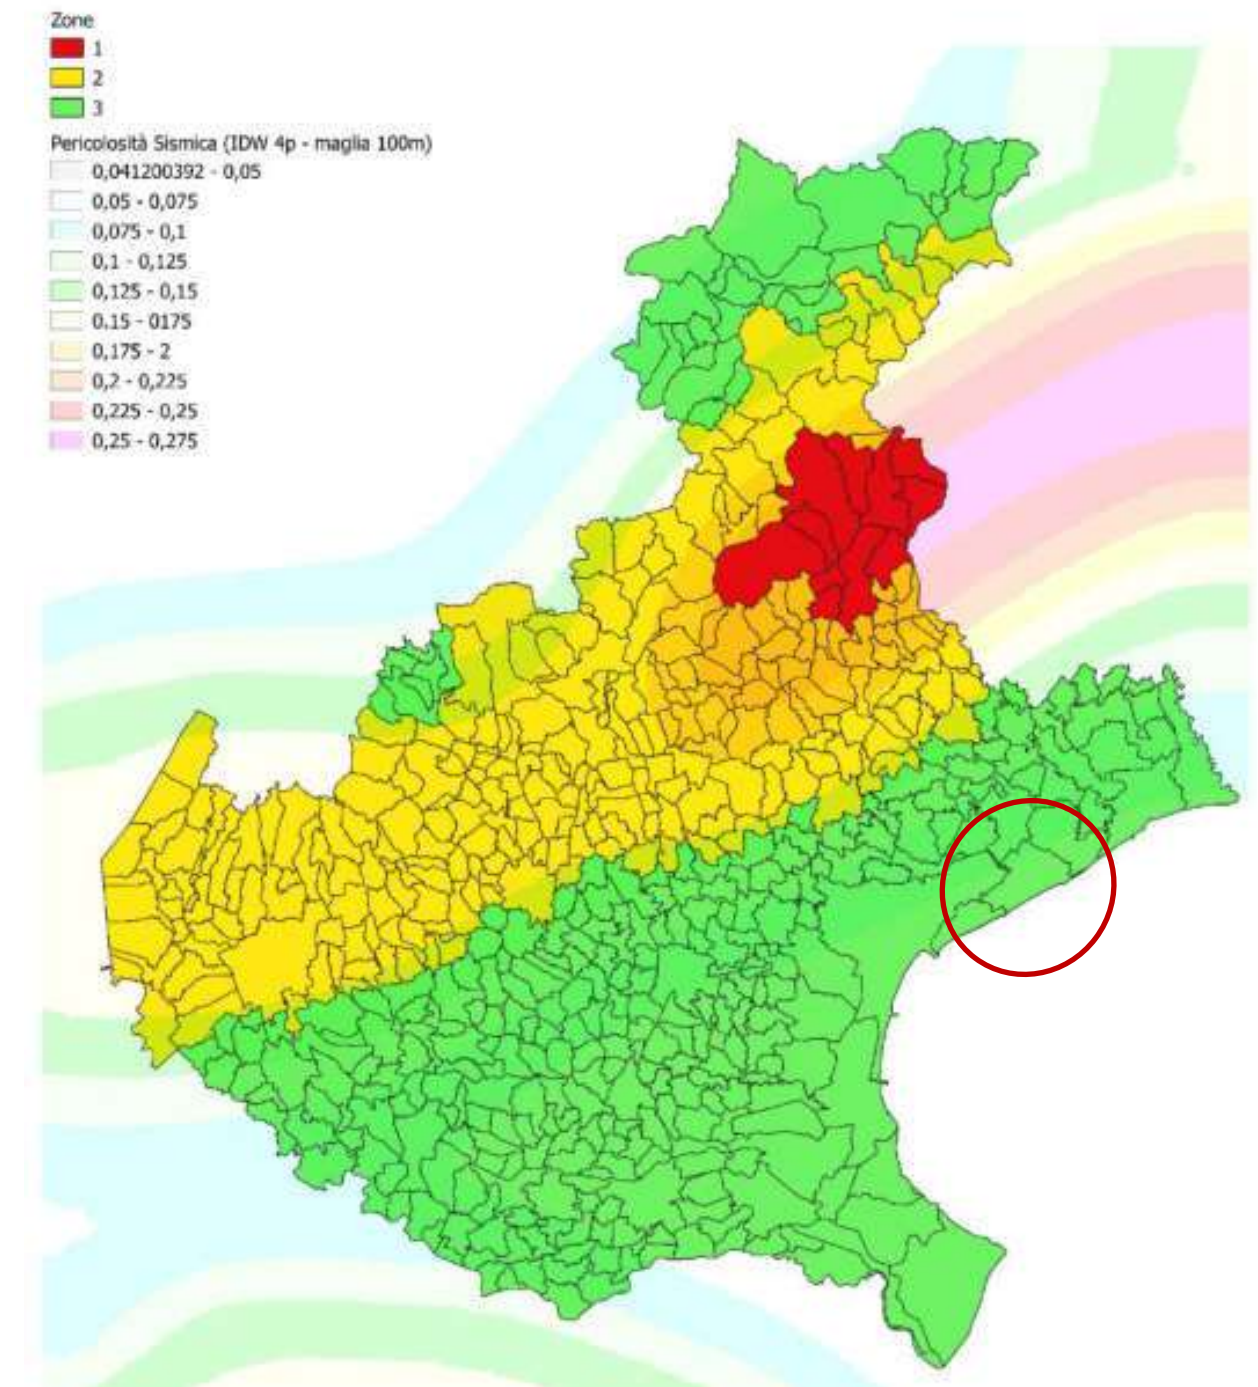 Zone
1
2
3
Pericolosità Sismica (IDW 4p - maglia 100m)
0,041200392 - 0,05
0,05 - 0,075
0,075 - 0,1
0,1 - 0,125
0,125 - 0,15
0,15 - 0175
0,175 - 2
0,2 - 0,225
0,225 - 0,25
0,25 - 0,275